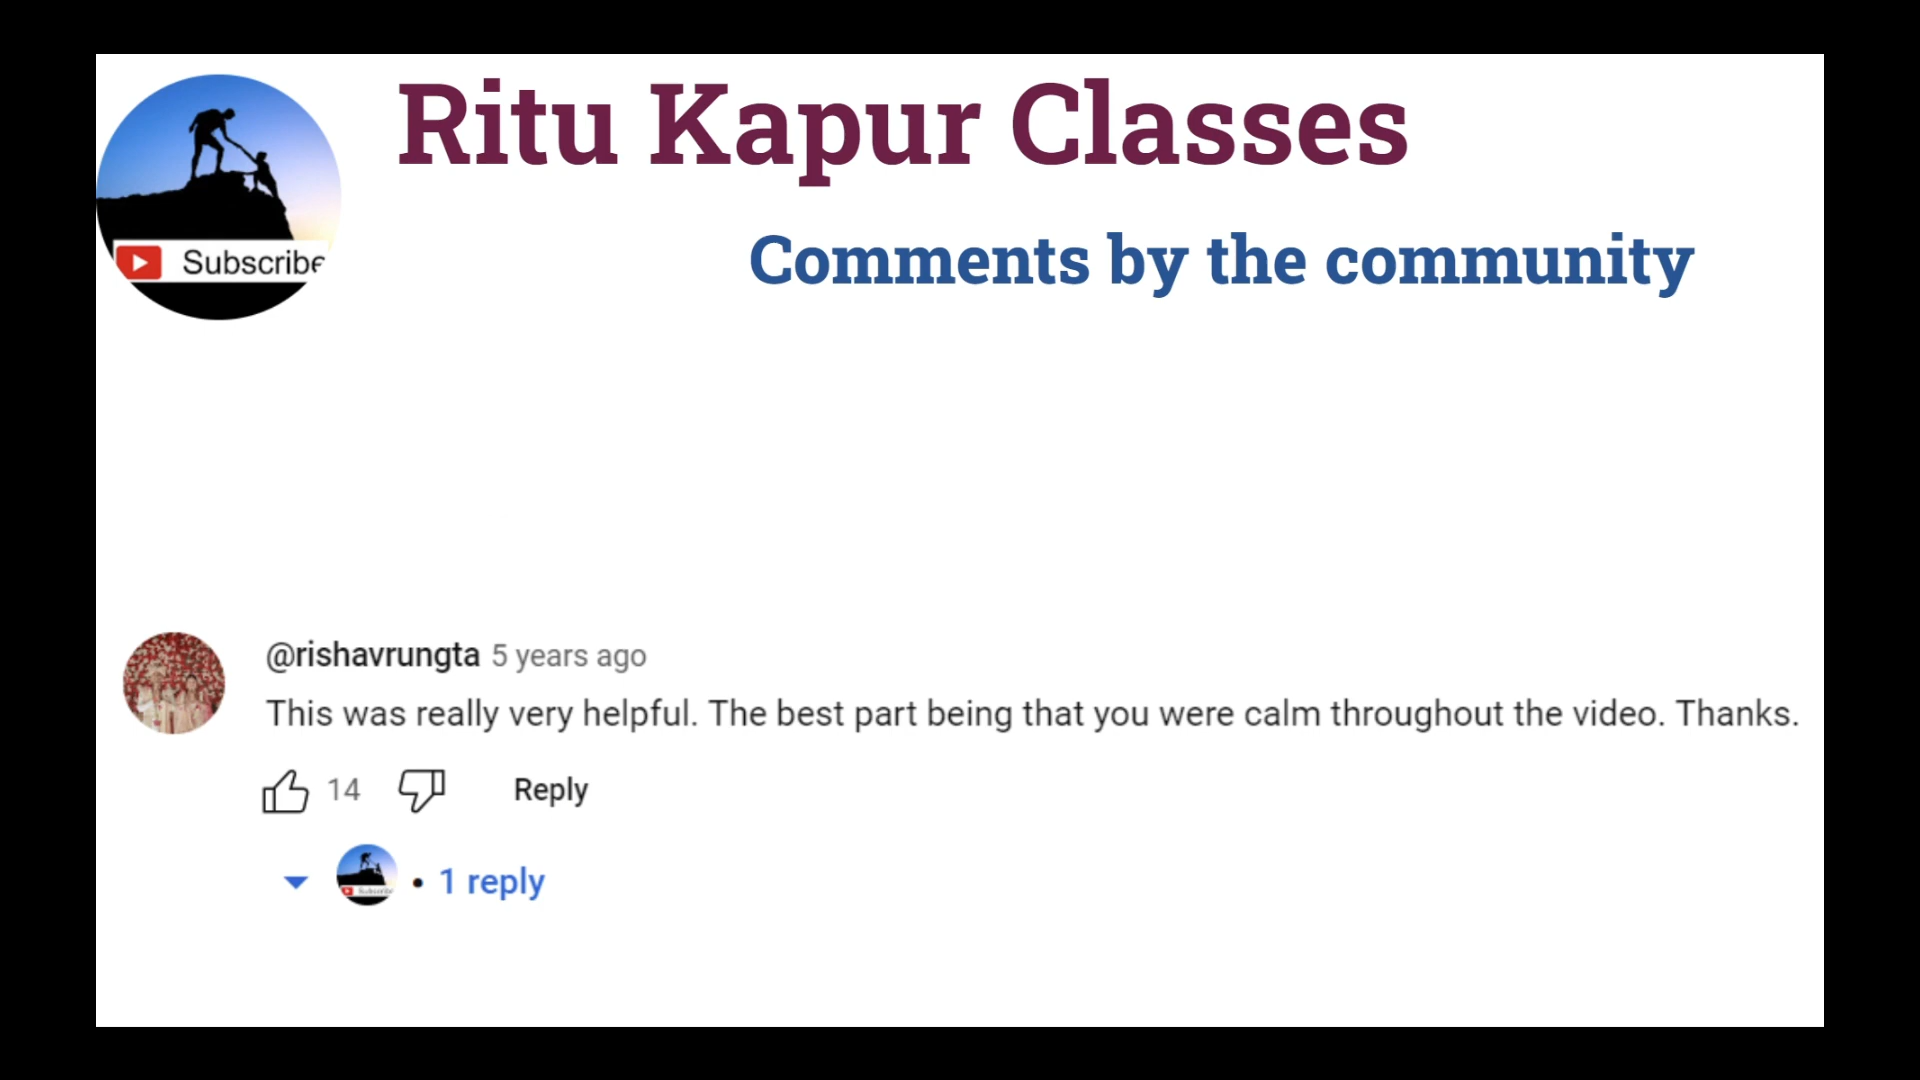 Ritu Kapur Classes
Subscribe
Comments by the community
@rishavrungta 5 years ago
This was really very helpful. The best part being that you were calm throughout the video. Thanks.
14 Reply
Subscribe • 1 reply